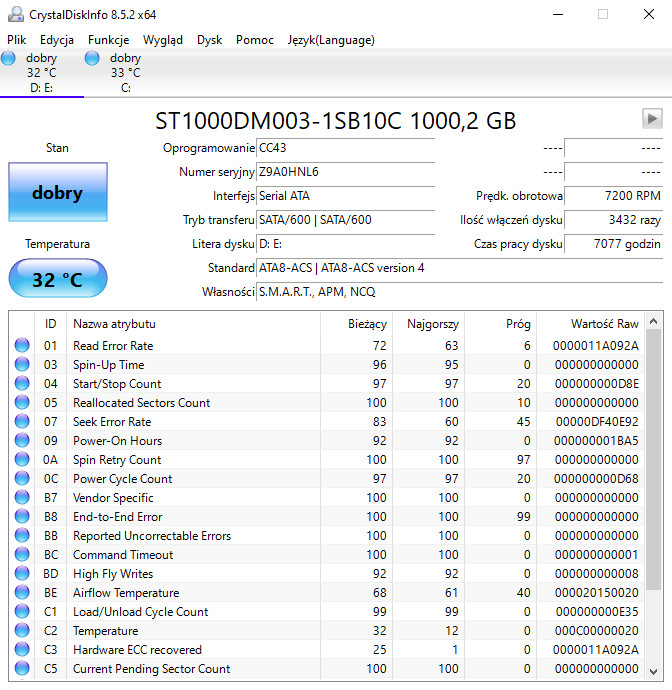 CrystalDiskInfo 8.5.2 x64
Plik Edycja Funkcje Wygląd Dysk Pomoc Język(Language)
dobry dobry
32 °C 33 °C
D: E: C:
ST1000DM003-1SB10C 1000,2 GB
Stan Oprogramowanie CC43 ---- ----
dobry Numer seryjny Z9A0HNL6 ---- ----
Interfejs Serial ATA Prędk. obrotowa 7200 RPM
Tryb transferu SATA/600 | SATA/600 Ilość włączeń dysku 3432 razy
Temperatura Litera dysku D: E: Czas pracy dysku 7077 godzin
32 °C Standard ATA8-ACS | ATA8-ACS version 4
Własności S.M.A.R.T., APM, NCQ
ID Nazwa atrybutu Bieżący Najgorszy Próg Wartość Raw
01 Read Error Rate 72 63 6 0000011A092A
03 Spin-Up Time 96 95 0 000000000000
04 Start/Stop Count 97 97 20 000000000D8E
05 Reallocated Sectors Count 100 100 10 000000000000
07 Seek Error Rate 83 60 45 00000DF40E92
09 Power-On Hours 92 92 0 000000001BA5
0A Spin Retry Count 100 100 97 000000000000
0C Power Cycle Count 97 97 20 000000000D68
B7 Vendor Specific 100 100 0 000000000000
B8 End-to-End Error 100 100 99 000000000000
BB Reported Uncorrectable Errors 100 100 0 000000000000
BC Command Timeout 100 100 0 000000000001
BD High Fly Writes 92 92 0 000000000008
BE Airflow Temperature 68 61 40 000020150020
C1 Load/Unload Cycle Count 99 99 0 000000000E35
C2 Temperature 32 12 0 000C00000020
C3 Hardware ECC recovered 25 1 0 0000011A092A
C5 Current Pending Sector Count 100 100 0 000000000000